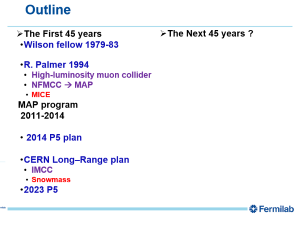 Outline
➢The First 45 years
•Wilson fellow 1979-83
•R. Palmer 1994
• High-luminosity muon collider
• NFMCC → MAP
• MICE
MAP program
2011-2014
• 2014 P5 plan
•CERN Long–Range plan
• IMCC
• Snowmass
•2023 P5
➢The Next 45 years ?
Fermilab